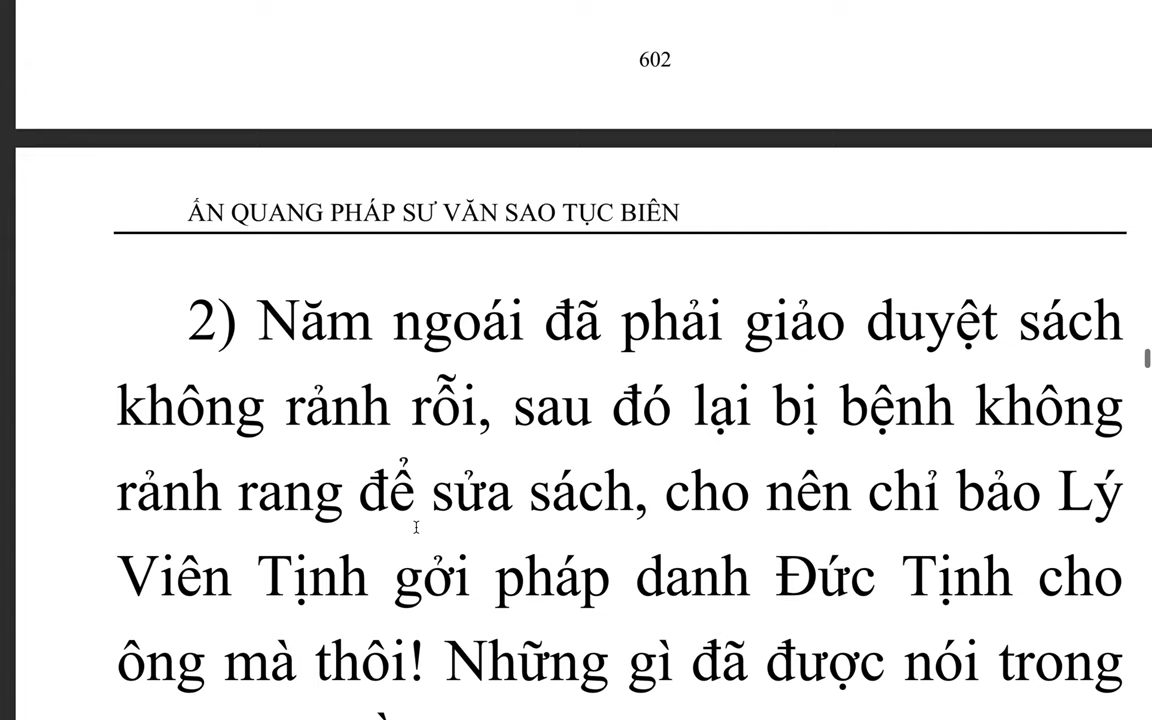 602
ẤN QUANG PHÁP SƯ VĂN SAO TỤC BIÊN
2) Năm ngoái đã phải giảo duyệt sách
không rảnh rỗi, sau đó lại bị bệnh không
rảnh rang để sửa sách, cho nên chỉ bảo Lý
Viên Tịnh gởi pháp danh Đức Tịnh cho
ông mà thôi! Những gì đã được nói trong